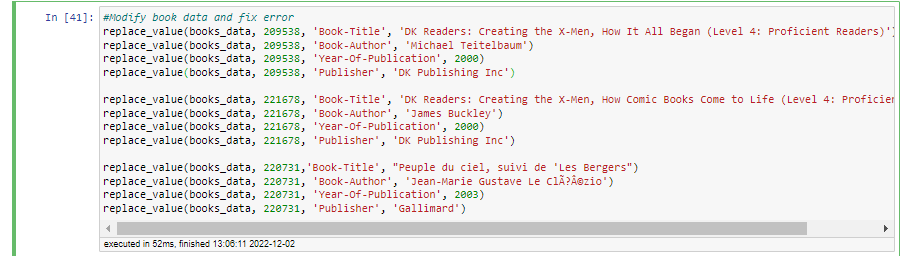 In [41]: #Modify book data and fix error
replace_value(books_data, 209538, 'Book-Title', 'DK Readers: Creating the X-Men, How It All Began (Level 4: Proficient Readers)')
replace_value(books_data, 209538, 'Book-Author', 'Michael Teitelbaum')
replace_value(books_data, 209538, 'Year-Of-Publication', 2000)
replace_value(books_data, 209538, 'Publisher', 'DK Publishing Inc')
replace_value(books_data, 221678, 'Book-Title', 'DK Readers: Creating the X-Men, How Comic Books Come to Life (Level 4: Proficien
replace_value(books_data, 221678, 'Book-Author', 'James Buckley')
replace_value(books_data, 221678, 'Year-Of-Publication', 2000)
replace_value(books_data, 221678, 'Publisher', 'DK Publishing Inc')
replace_value(books_data, 220731,'Book-Title', "Peuple du ciel, suivi de 'Les Bergers")
replace_value(books_data, 220731, 'Book-Author', 'Jean-Marie Gustave Le ClÃ?Â©zio')
replace_value(books_data, 220731, 'Year-Of-Publication', 2003)
replace_value(books_data, 220731, 'Publisher', 'Gallimard')
executed in 52ms, finished 13:06:11 2022-12-02